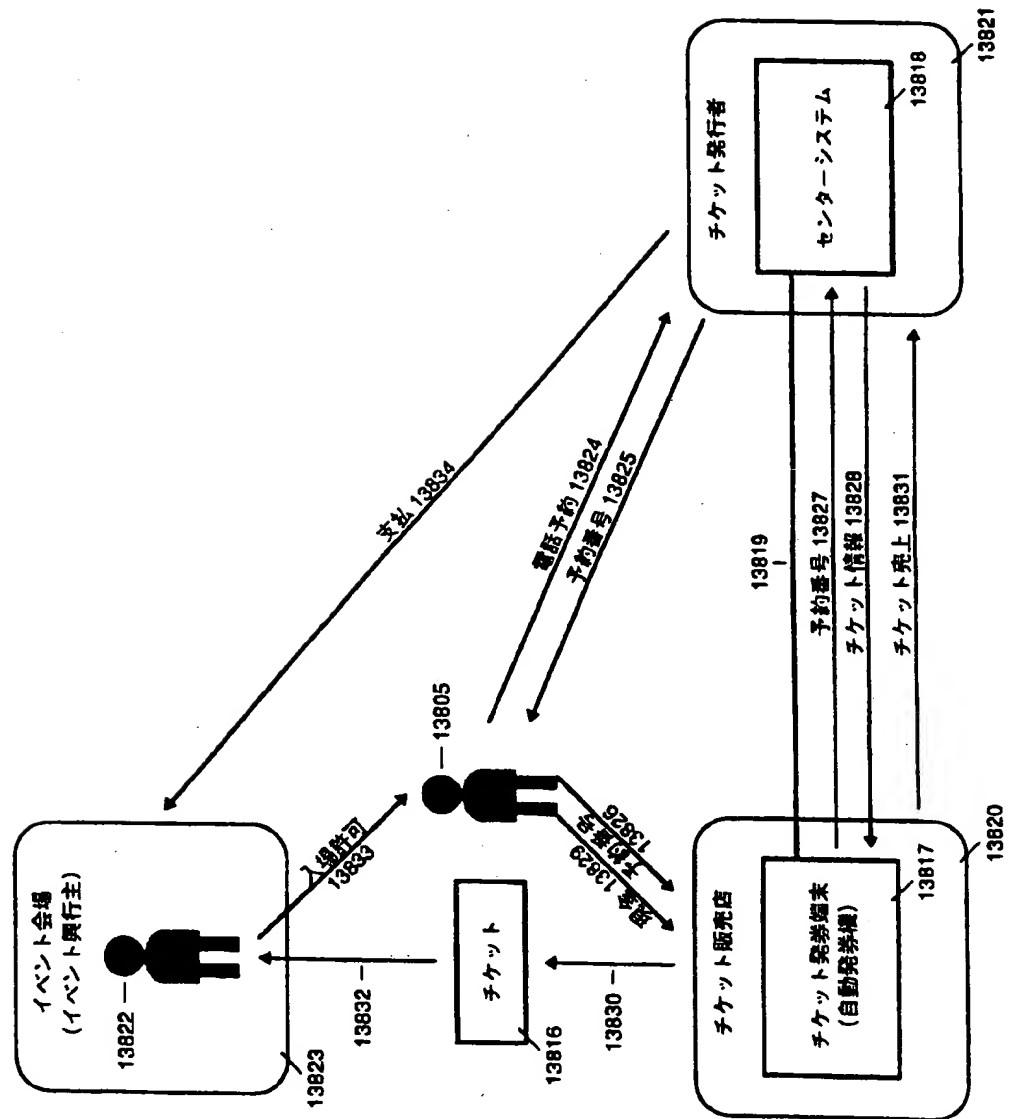 イベント会場
(イベント興行主)
13822
13823
支払 13834
入場許可
13833
13832
13805
電話予約 13824
予約番号 13825
チケット
13816
13830
現金 13829
予約番号
13826
チケット発行者
センターシステム
13818
13821
13819
予約番号 13827
チケット情報 13828
チケット売上 13831
チケット販売店
チケット発券端末
(自動発券機)
13817
13820